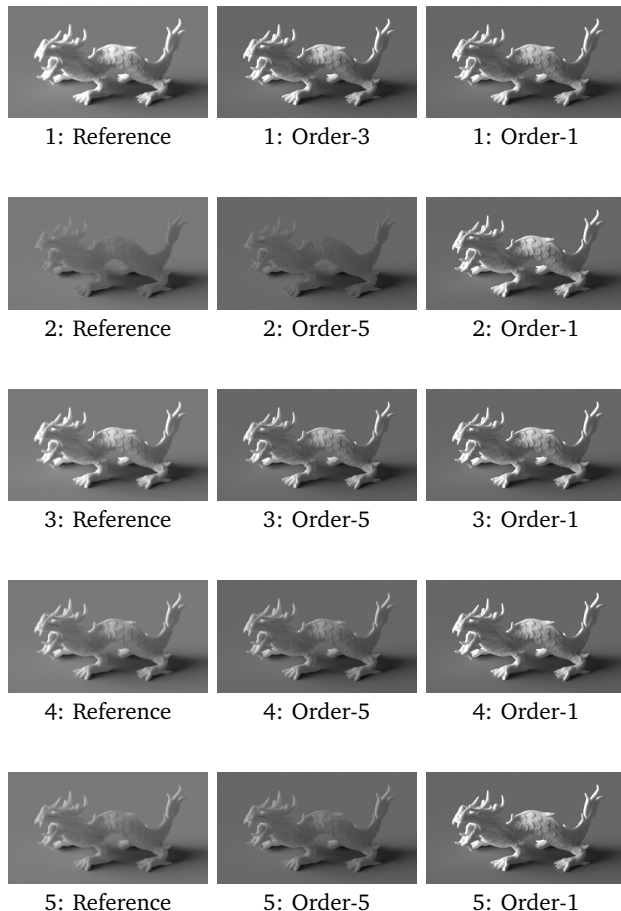 1: Reference 1: Order-3 1: Order-1
2: Reference 2: Order-5 2: Order-1
3: Reference 3: Order-5 3: Order-1
4: Reference 4: Order-5 4: Order-1
5: Reference 5: Order-5 5: Order-1